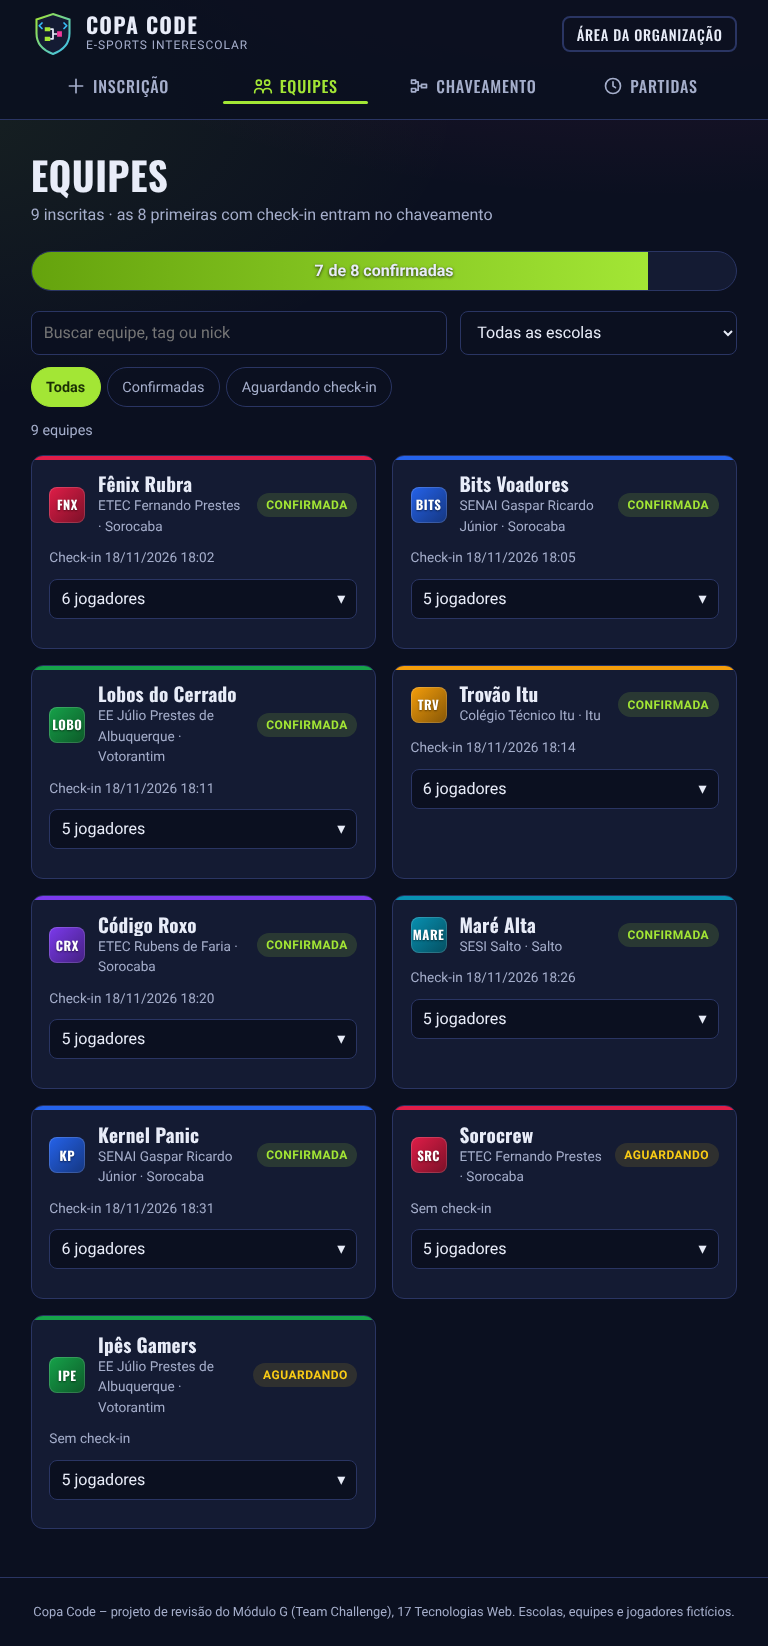 COPA CODE
E-SPORTS INTERESCOLAR
ÁREA DA ORGANIZAÇÃO
INSCRIÇÃO
EQUIPES
CHAVEAMENTO
PARTIDAS
EQUIPES
9 inscritas · as 8 primeiras com check-in entram no chaveamento
7 de 8 confirmadas
Buscar equipe, tag ou nick
Todas as escolas
Todas
Confirmadas
Aguardando check-in
9 equipes
FNX
Fênix Rubra
ETEC Fernando Prestes
· Sorocaba
CONFIRMADA
Check-in 18/11/2026 18:02
6 jogadores
BITS
Bits Voadores
SENAI Gaspar Ricardo
Júnior · Sorocaba
CONFIRMADA
Check-in 18/11/2026 18:05
5 jogadores
LOBO
Lobos do Cerrado
EE Júlio Prestes de
Albuquerque ·
Votorantim
CONFIRMADA
Check-in 18/11/2026 18:11
5 jogadores
TRV
Trovão Itu
Colégio Técnico Itu · Itu
CONFIRMADA
Check-in 18/11/2026 18:14
6 jogadores
CRX
Código Roxo
ETEC Rubens de Faria ·
Sorocaba
CONFIRMADA
Check-in 18/11/2026 18:20
5 jogadores
MARE
Maré Alta
SESI Salto · Salto
CONFIRMADA
Check-in 18/11/2026 18:26
5 jogadores
KP
Kernel Panic
SENAI Gaspar Ricardo
Júnior · Sorocaba
CONFIRMADA
Check-in 18/11/2026 18:31
6 jogadores
SRC
Sorocrew
ETEC Fernando Prestes
· Sorocaba
AGUARDANDO
Sem check-in
5 jogadores
IPE
Ipês Gamers
EE Júlio Prestes de
Albuquerque ·
Votorantim
AGUARDANDO
Sem check-in
5 jogadores
Copa Code – projeto de revisão do Módulo G (Team Challenge), 17 Tecnologias Web. Escolas, equipes e jogadores fictícios.